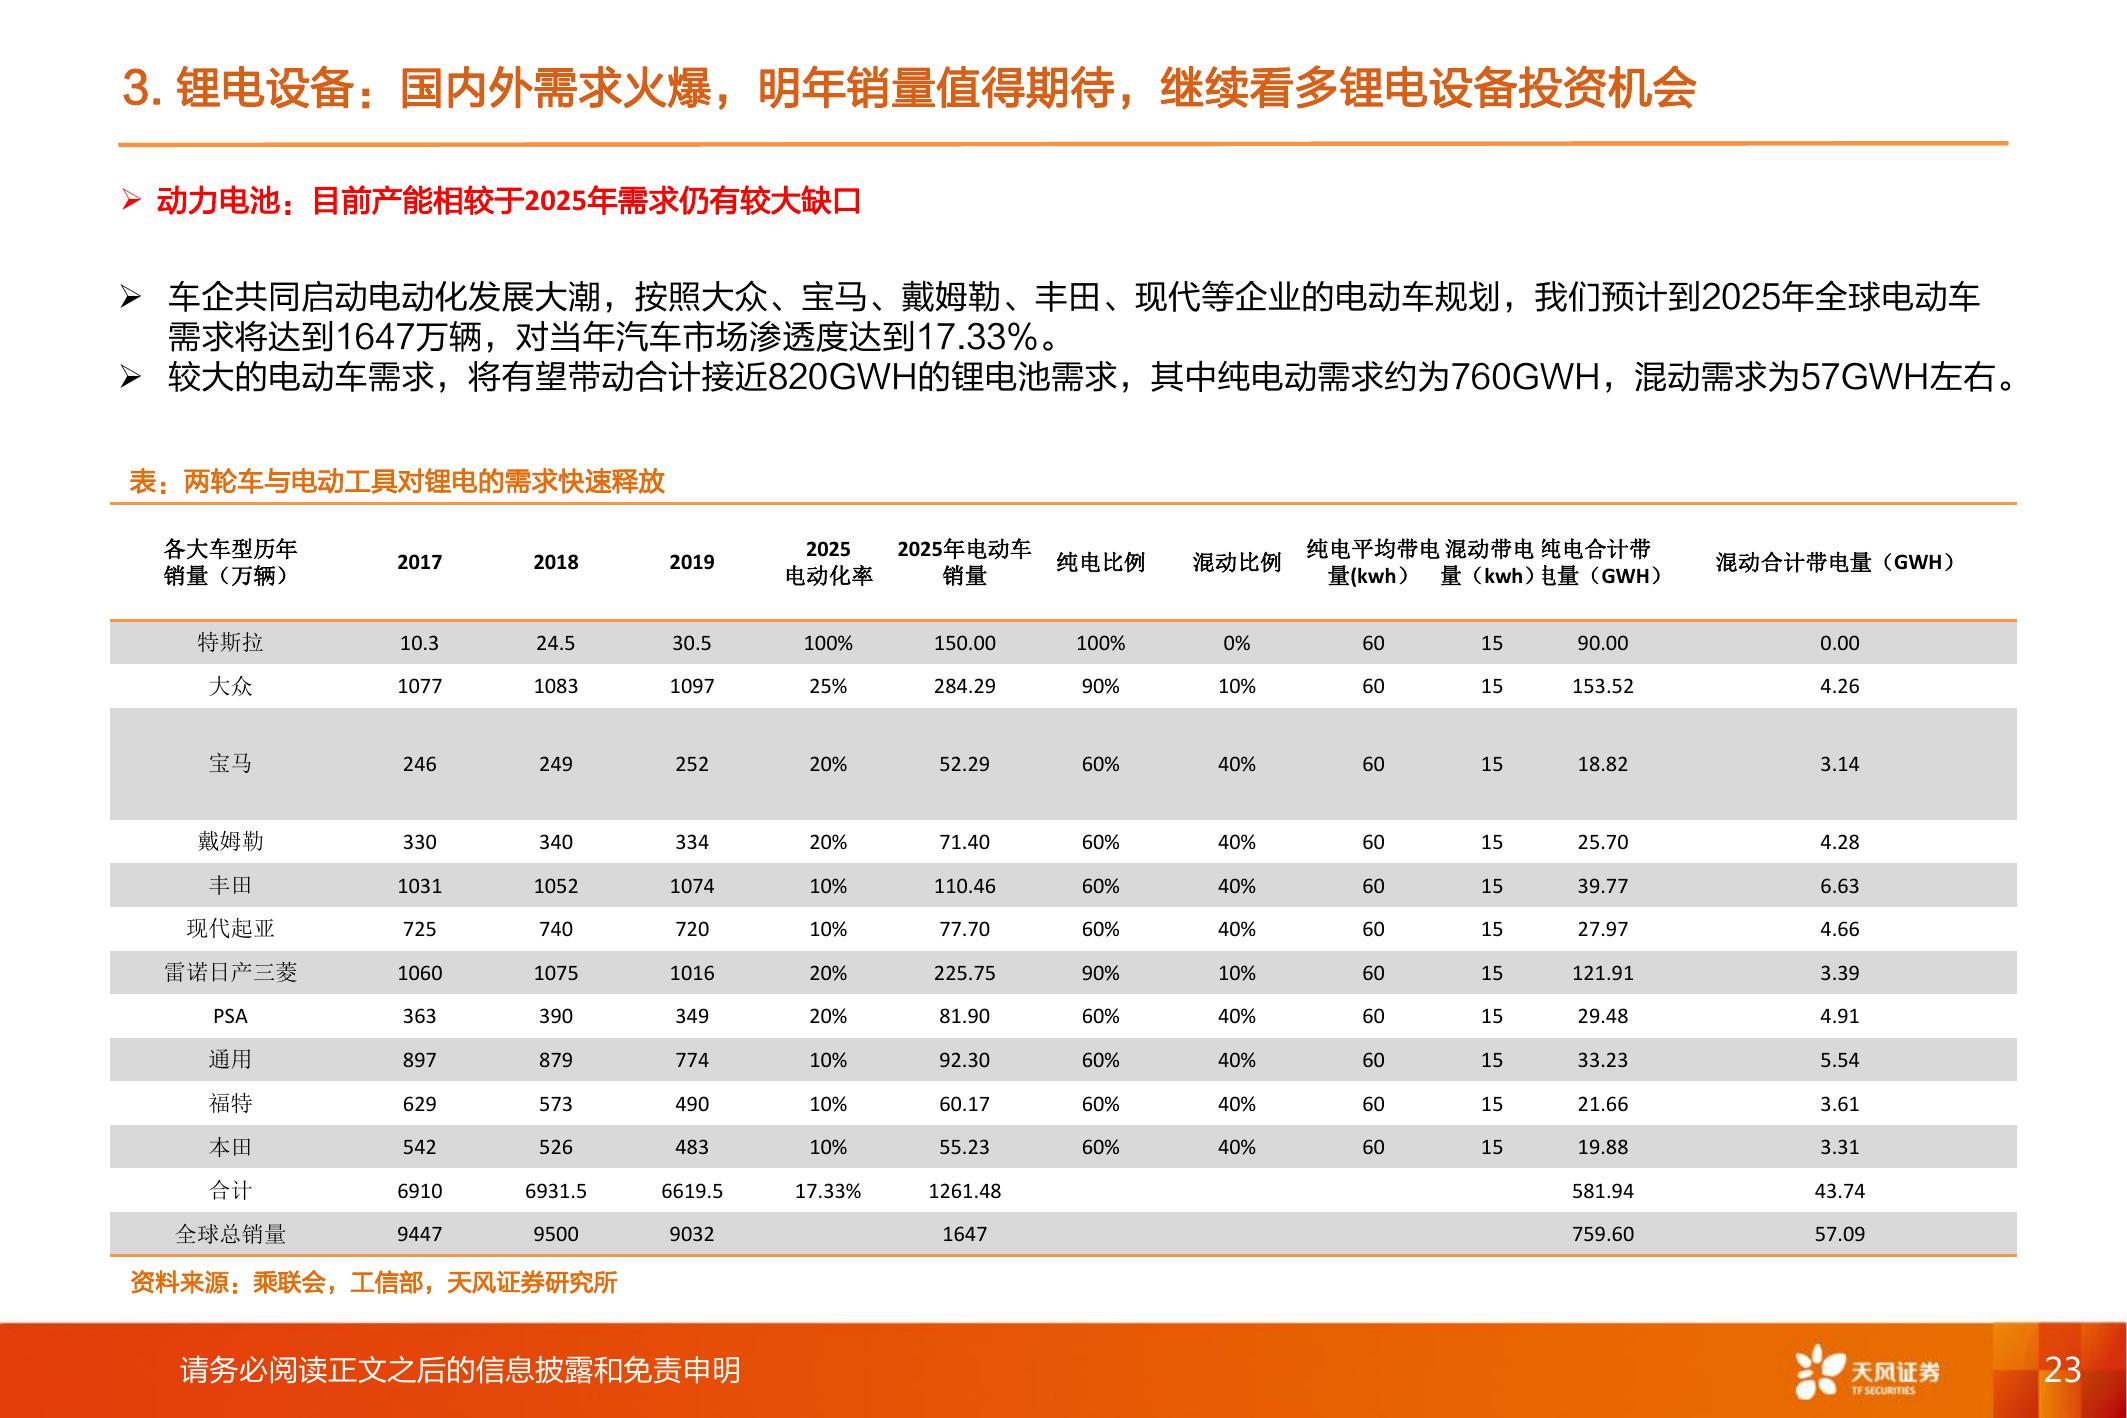 3. 锂电设备：国内外需求火爆，明年销量值得期待，继续看多锂电设备投资机会
➢ 动力电池：目前产能相较于2025年需求仍有较大缺口
➢ 车企共同启动电动化发展大潮，按照大众、宝马、戴姆勒、丰田、现代等企业的电动车规划，我们预计到2025年全球电动车
需求将达到1647万辆，对当年汽车市场渗透度达到17.33%。
➢ 较大的电动车需求，将有望带动合计接近820GWH的锂电池需求，其中纯电动需求约为760GWH，混动需求为57GWH左右。
表：两轮车与电动工具对锂电的需求快速释放
各大车型历年销量（万辆） 2017 2018 2019 2025电动化率 2025年电动车销量 纯电比例 混动比例 纯电平均带电量(kwh） 混动带电量（kwh） 纯电合计带电量（GWH） 混动合计带电量（GWH）
特斯拉 10.3 24.5 30.5 100% 150.00 100% 0% 60 15 90.00 0.00
大众 1077 1083 1097 25% 284.29 90% 10% 60 15 153.52 4.26
宝马 246 249 252 20% 52.29 60% 40% 60 15 18.82 3.14
戴姆勒 330 340 334 20% 71.40 60% 40% 60 15 25.70 4.28
丰田 1031 1052 1074 10% 110.46 60% 40% 60 15 39.77 6.63
现代起亚 725 740 720 10% 77.70 60% 40% 60 15 27.97 4.66
雷诺日产三菱 1060 1075 1016 20% 225.75 90% 10% 60 15 121.91 3.39
PSA 363 390 349 20% 81.90 60% 40% 60 15 29.48 4.91
通用 897 879 774 10% 92.30 60% 40% 60 15 33.23 5.54
福特 629 573 490 10% 60.17 60% 40% 60 15 21.66 3.61
本田 542 526 483 10% 55.23 60% 40% 60 15 19.88 3.31
合计 6910 6931.5 6619.5 17.33% 1261.48 581.94 43.74
全球总销量 9447 9500 9032 1647 759.60 57.09
资料来源：乘联会，工信部，天风证券研究所
请务必阅读正文之后的信息披露和免责申明
天风证券
TF SECURITIES
23